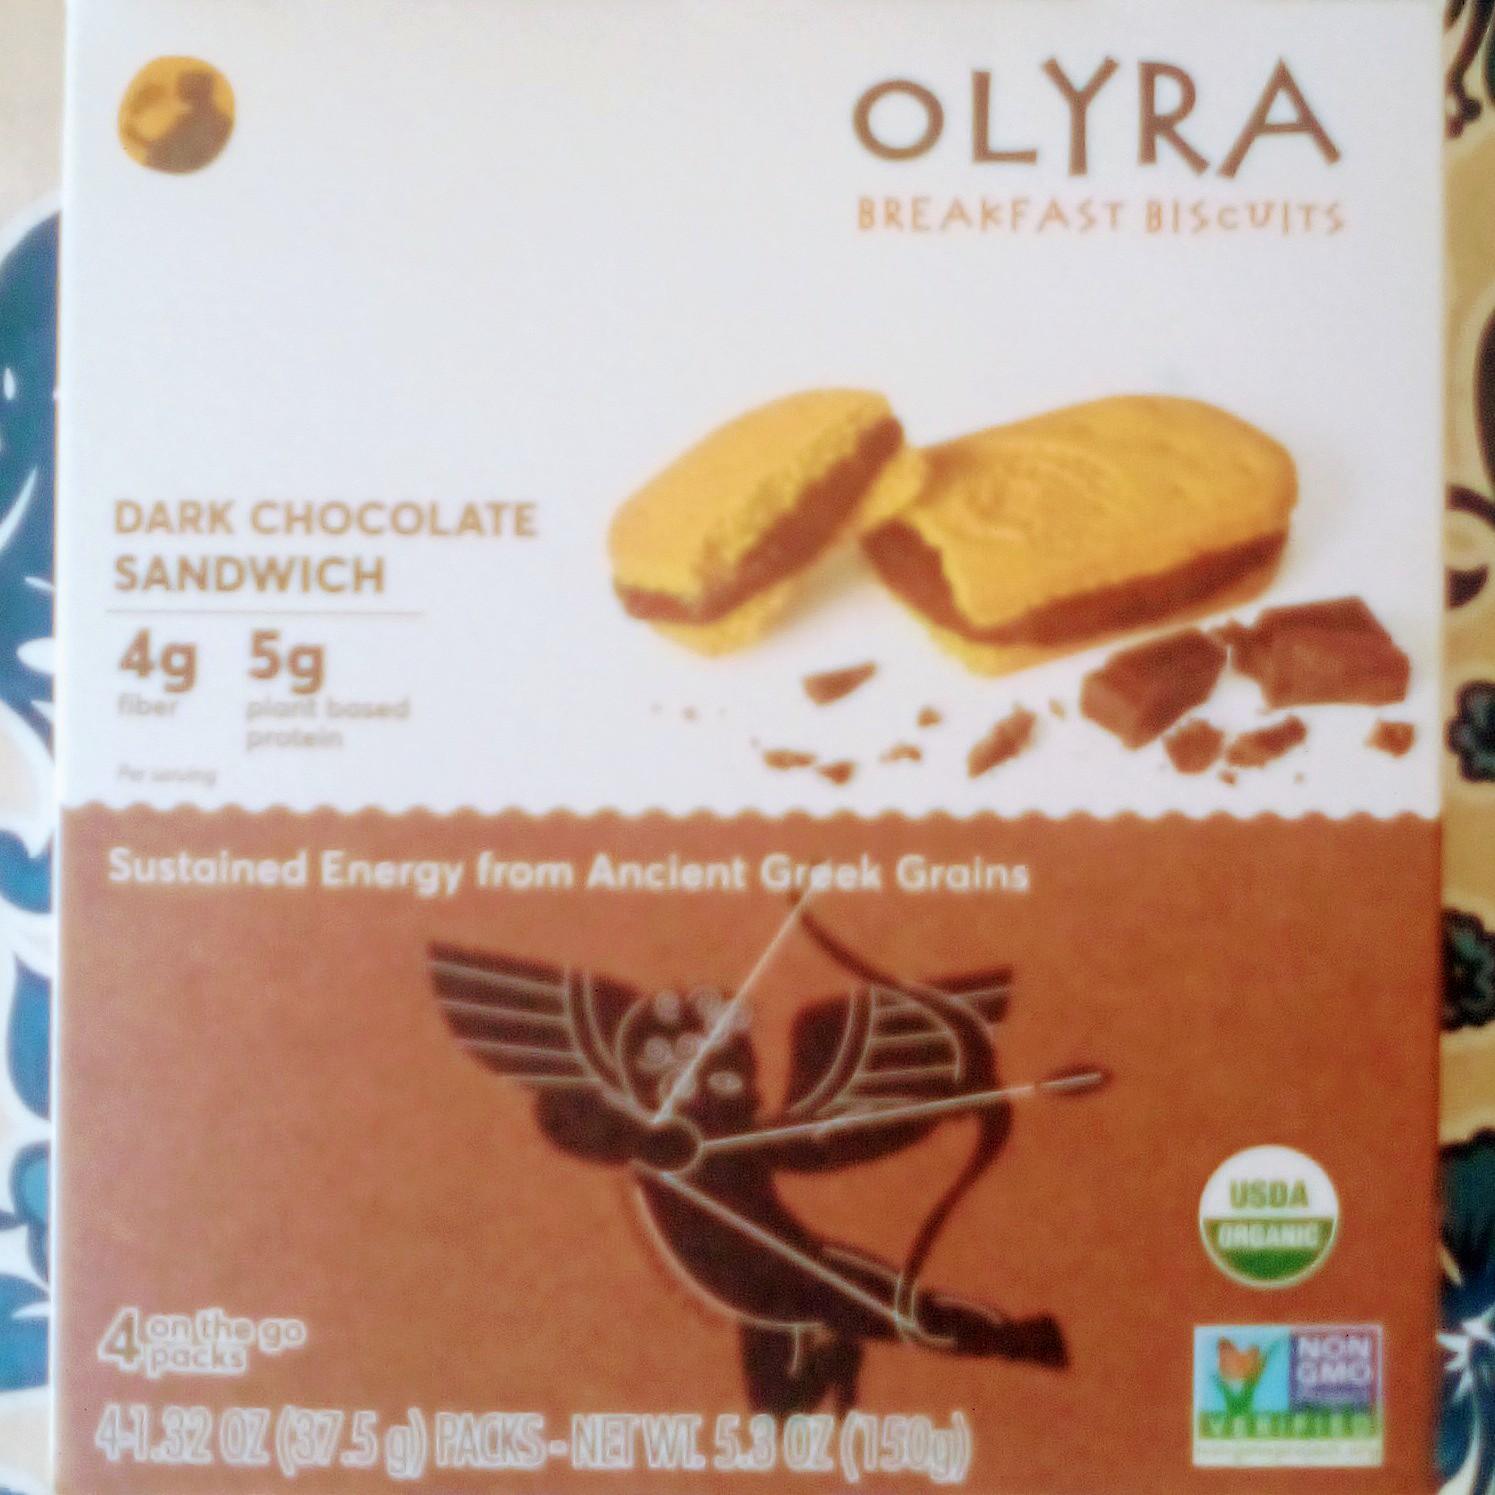 OLYRA
BREAKFAST BISCUITS
DARK CHOCOLATE
SANDWICH
4g 5g
fiber plant based
protein
Per serving
Sustained Energy from Ancient Greek Grains
USDA
ORGANIC
4 on the go
packs
NON
GMO
VERIFIED
4-1.32 OZ (37.5 g) PACKS - NET WT. 5.3 OZ (150g)